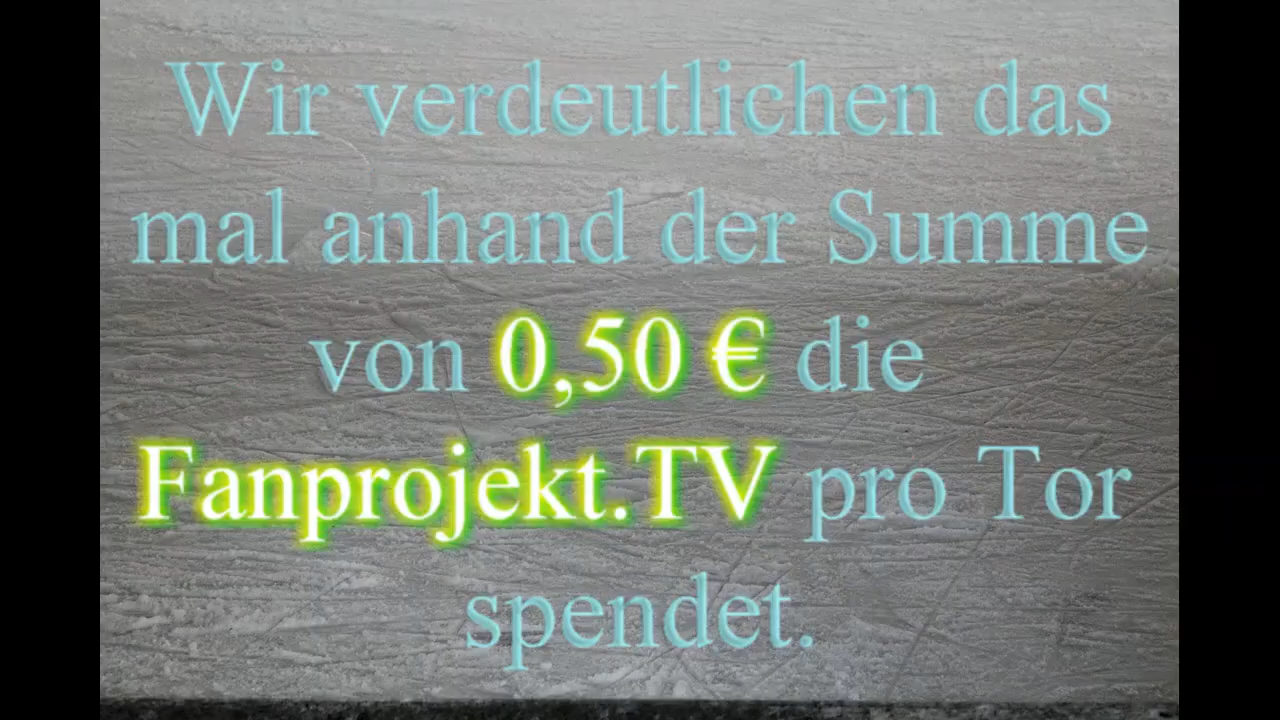 Wir verdeutlichen das
mal anhand der Summe
von 0,50 € die
Fanprojekt.TV pro Tor
spendet.